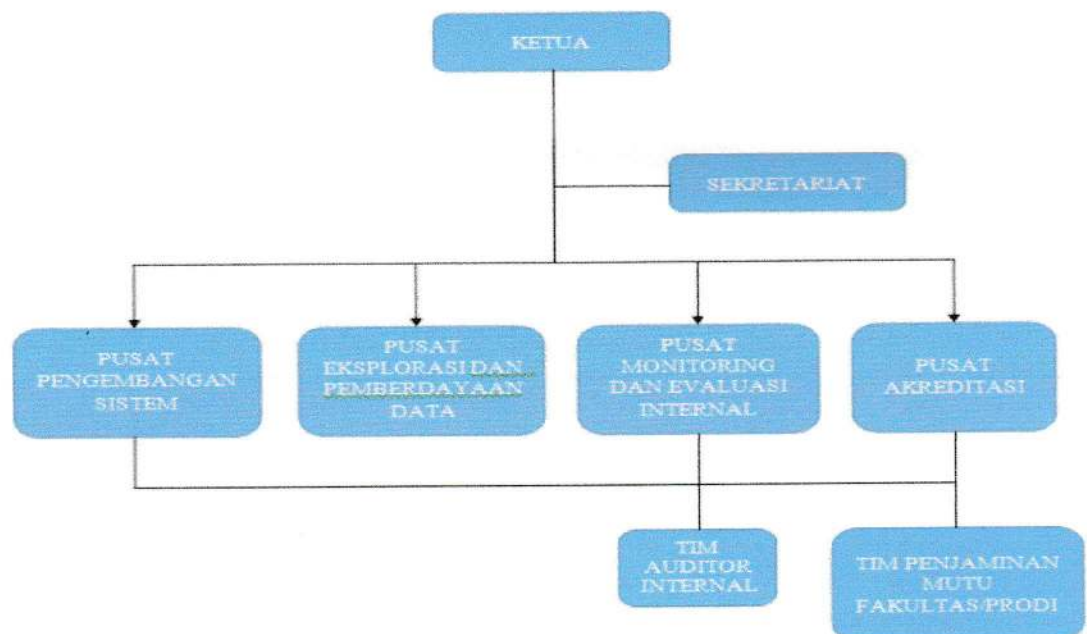 KETUA
SEKRETARIAT
PUSAT
PENGEMBANGAN
SISTEM
PUSAT
EKSPLORASI DAN
PEMBERDAYAAN
DATA
PUSAT
MONITORING
DAN EVALUASI
INTERNAL
PUSAT
AKREDITASI
TIM
AUDITOR
INTERNAL
TIM PENJAMINAN
MUTU
FAKULTAS/PRODI